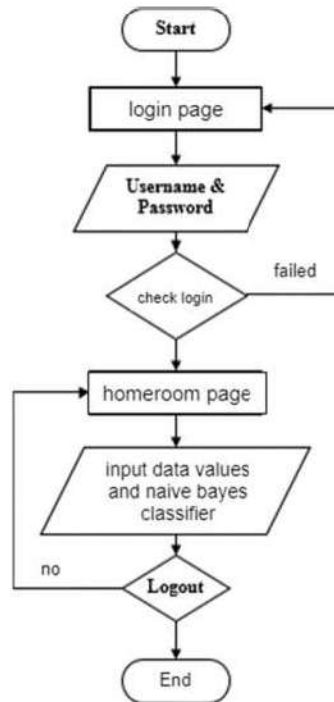 Start
login page
Username &
Password
check login
failed
homeroom page
input data values
and naive bayes
classifier
no
Logout
End